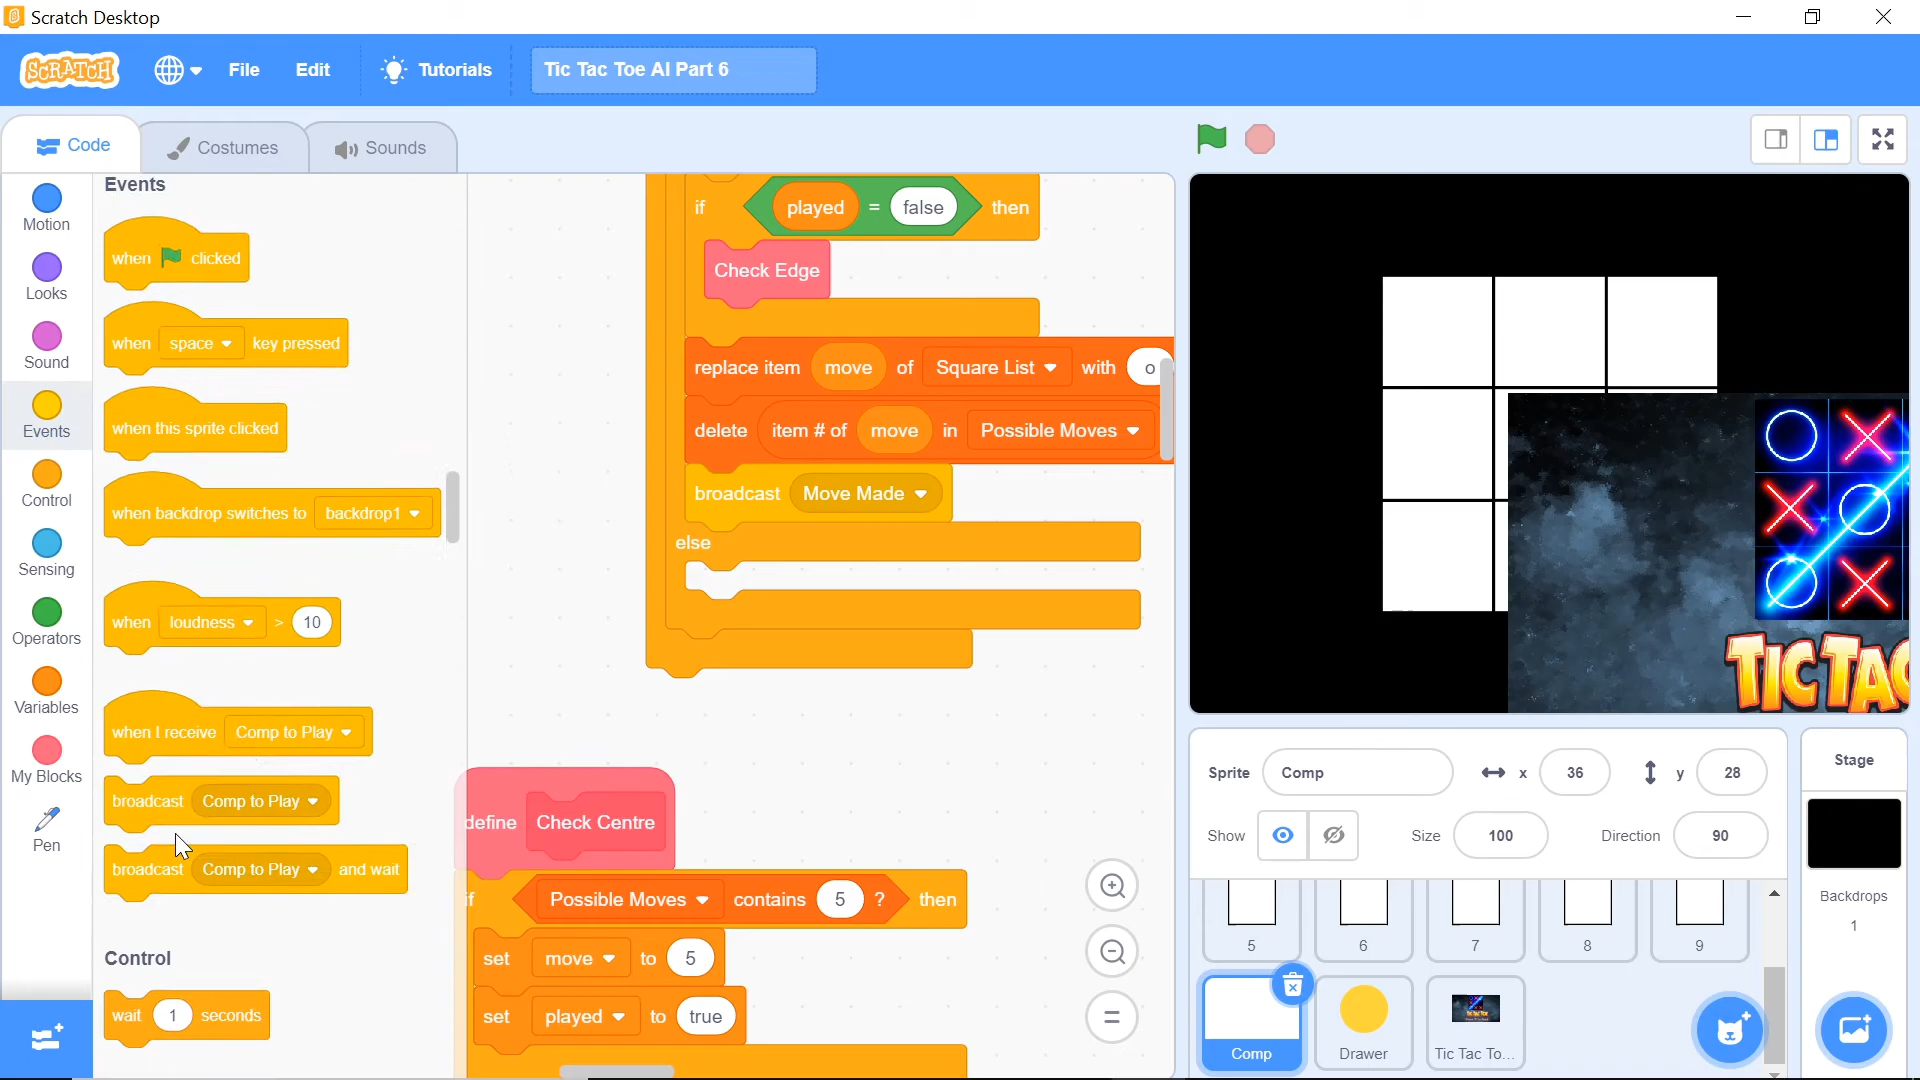 Scratch Desktop
SCRATCH
File
Edit
Tutorials
Tic Tac Toe AI Part 6
Code
Costumes
Sounds
Motion
Looks
Sound
Events
Control
Sensing
Operators
Variables
My Blocks
Pen
Events
when clicked
when space key pressed
when this sprite clicked
when backdrop switches to backdrop1
when loudness > 10
when I receive Comp to Play
broadcast Comp to Play
broadcast Comp to Play and wait
Control
wait 1 seconds
if played = false then
Check Edge
replace item move of Square List with o
delete item # of move in Possible Moves
broadcast Move Made
else
define Check Centre
if Possible Moves contains 5 ? then
set move to 5
set played to true
TIC TAC
Sprite Comp x 36 y 28
Show Size 100 Direction 90
5 6 7 8 9
Comp Drawer Tic Tac To...
Stage
Backdrops
1